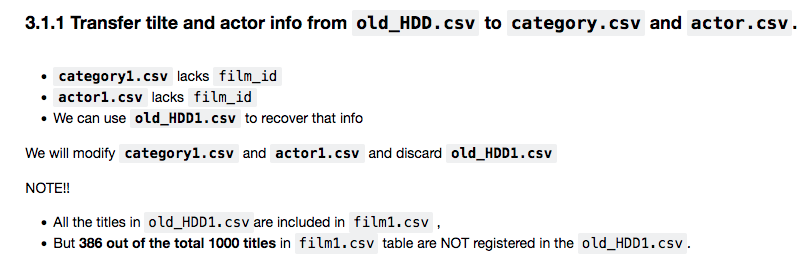 3.1.1 Transfer tilte and actor info from old_HDD.csv to category.csv and actor.csv.
• category1.csv lacks film_id
• actor1.csv lacks film_id
• We can use old_HDD1.csv to recover that info
We will modify category1.csv and actor1.csv and discard old_HDD1.csv
NOTE!!
• All the titles in old_HDD1.csv are included in film1.csv ,
• But 386 out of the total 1000 titles in film1.csv table are NOT registered in the old_HDD1.csv.